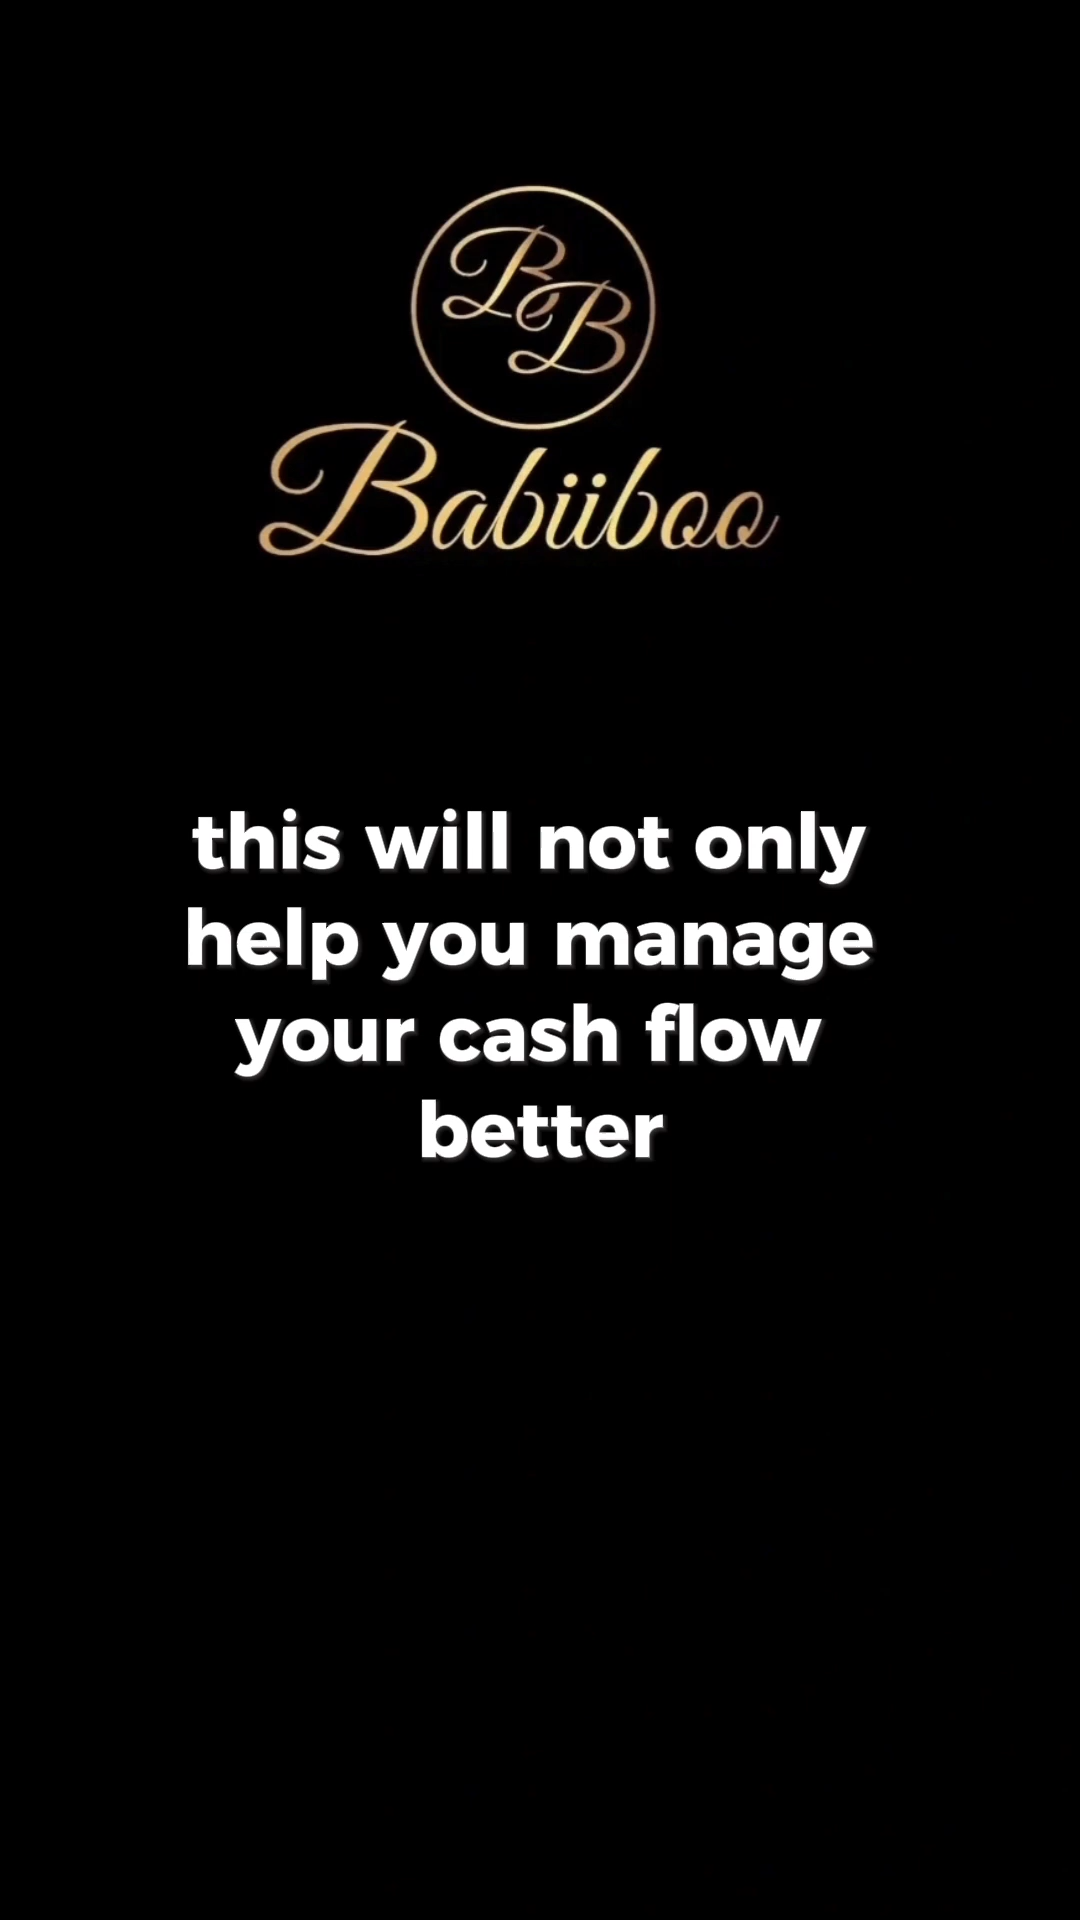 BB
Babiiboo
this will not only
help you manage
your cash flow
better